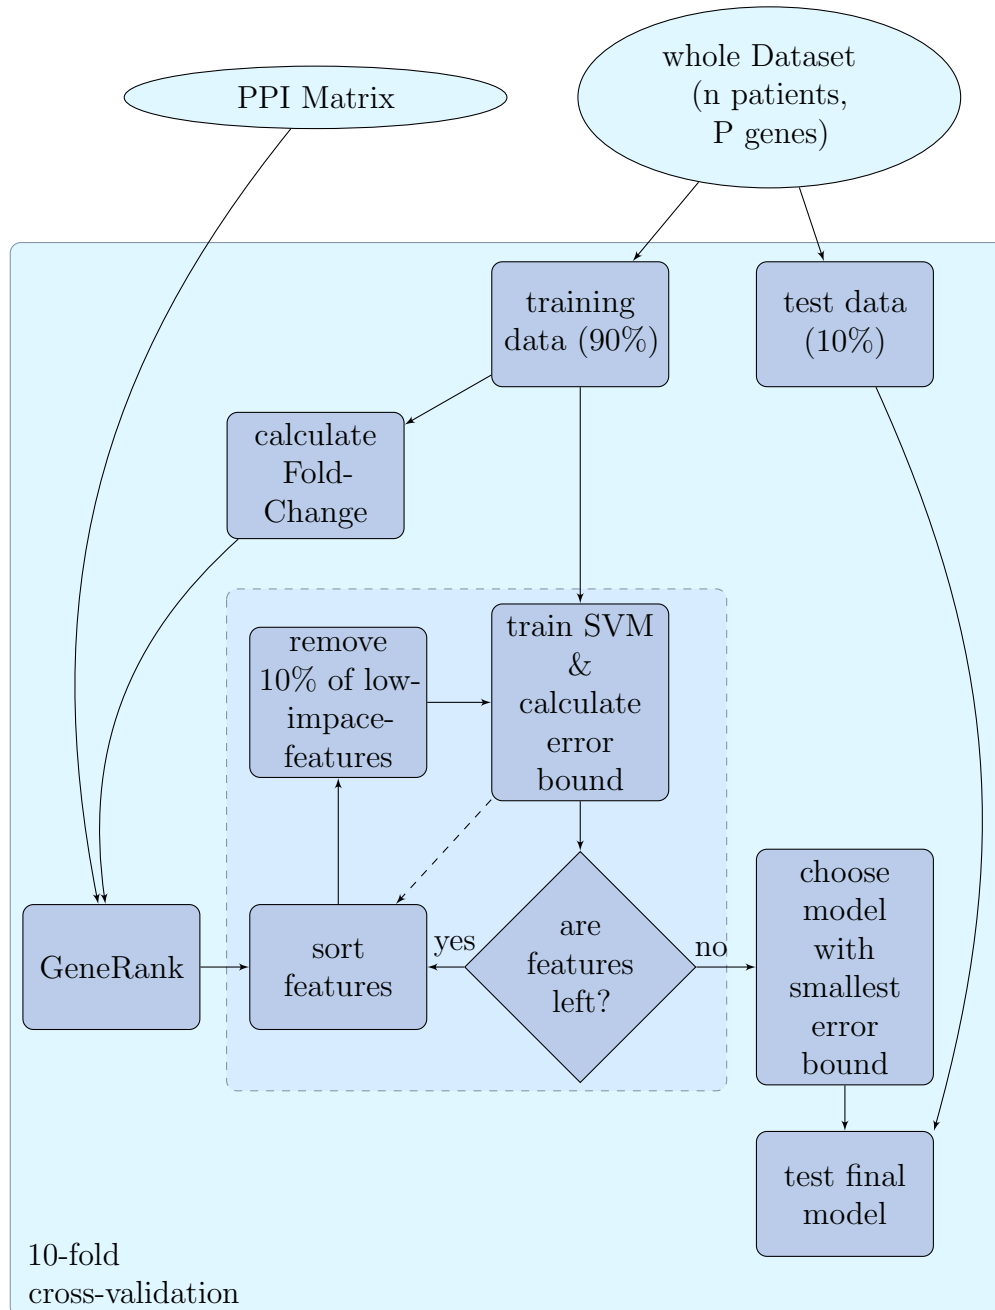 whole Dataset
(n patients,
P genes)
PPI Matrix
training
data (90%)
test data
(10%)
calculate
Fold-
Change
remove
10% of low-
impace-
features
train SVM
&
calculate
error
bound
GeneRank
sort
features
yes
are
features
left?
no
choose
model
with
smallest
error
bound
test final
model
10-fold
cross-validation